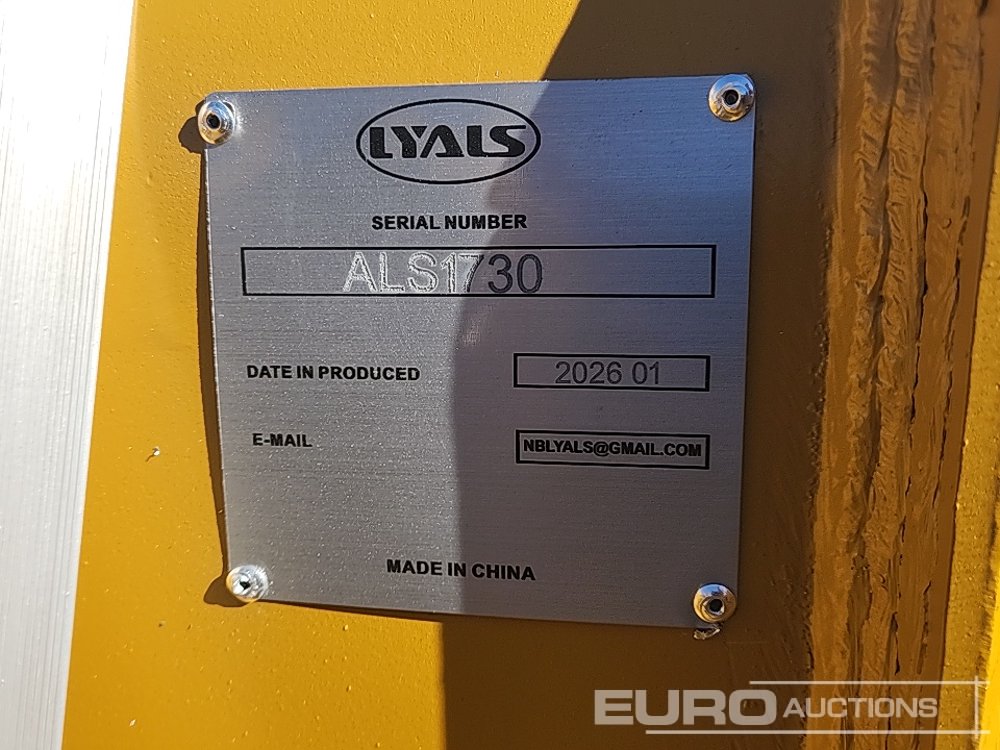 LYALS
SERIAL NUMBER
ALS1730
DATE IN PRODUCED 2026 01
E-MAIL NBLYALS@GMAIL.COM
MADE IN CHINA
EURO AUCTIONS